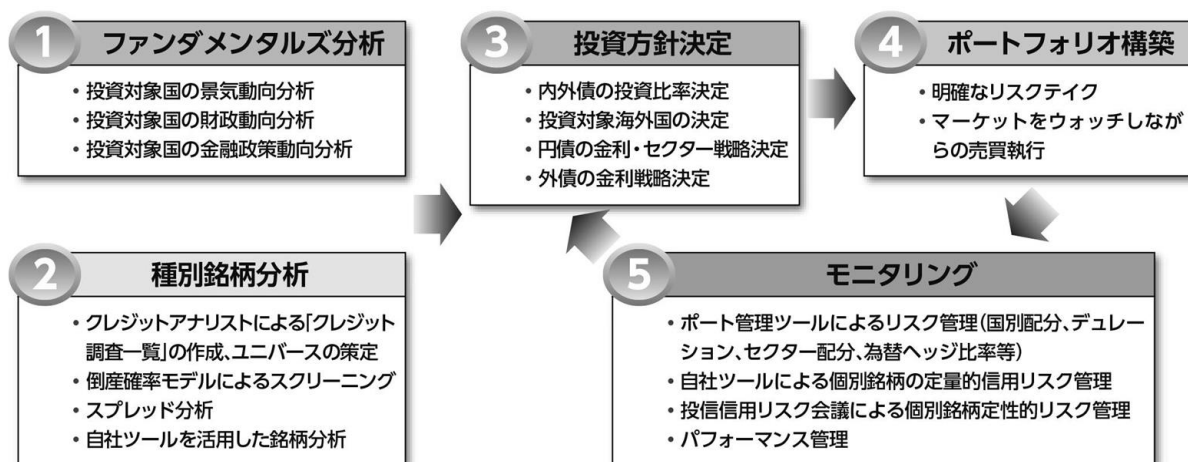 1 ファンダメンタルズ分析
・投資対象国の景気動向分析
・投資対象国の財政動向分析
・投資対象国の金融政策動向分析
2 種別銘柄分析
・クレジットアナリストによる「クレジット
調査一覧」の作成、ユニバースの策定
・倒産確率モデルによるスクリーニング
・スプレッド分析
・自社ツールを活用した銘柄分析
3 投資方針決定
・内外債の投資比率決定
・投資対象海外国の決定
・円債の金利・セクター戦略決定
・外債の金利戦略決定
4 ポートフォリオ構築
・明確なリスクテイク
・マーケットをウォッチしなが
らの売買執行
5 モニタリング
・ポート管理ツールによるリスク管理(国別配分、デュレー
ション、セクター配分、為替ヘッジ比率等)
・自社ツールによる個別銘柄の定量的信用リスク管理
・投信信用リスク会議による個別銘柄定性的リスク管理
・パフォーマンス管理